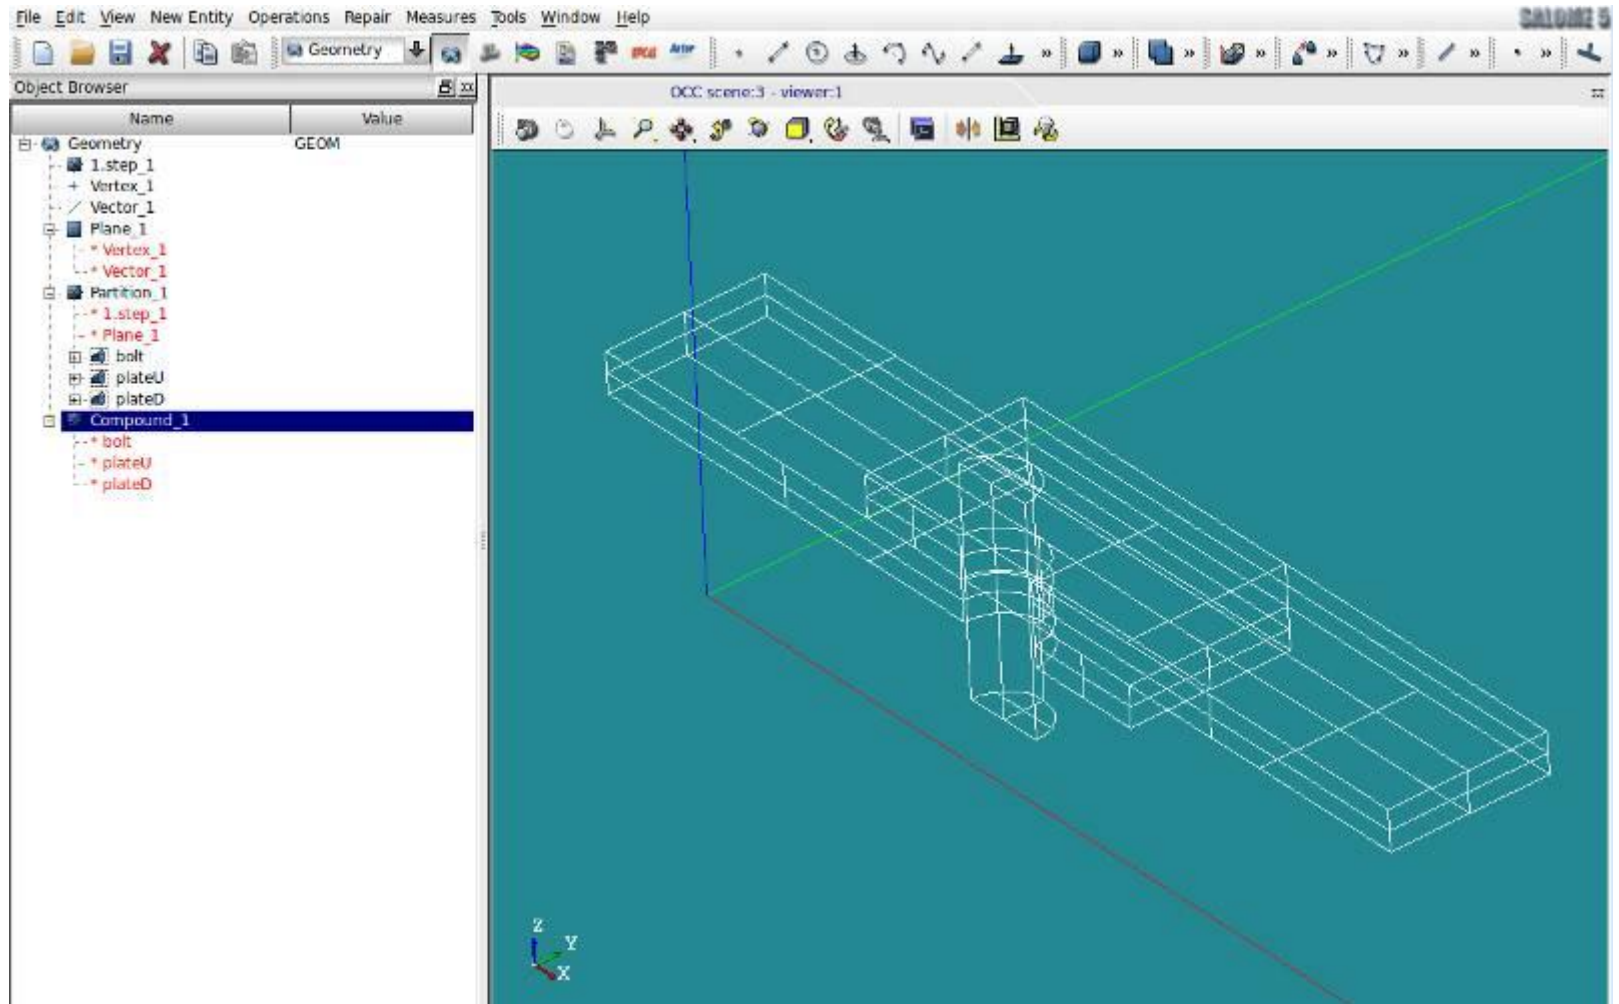 File Edit View New Entity Operations Repair Measures Tools Window Help
SALOME 5
Geometry
Object Browser
OCC scene:3 - viewer:1
Name Value
Geometry GEOM
1.step_1
Vertex_1
Vector_1
Plane_1
* Vertex_1
* Vector_1
Partition_1
* 1.step_1
* Plane_1
bolt
plateU
plateD
Compound_1
* bolt
* plateU
* plateD
Z
Y
X